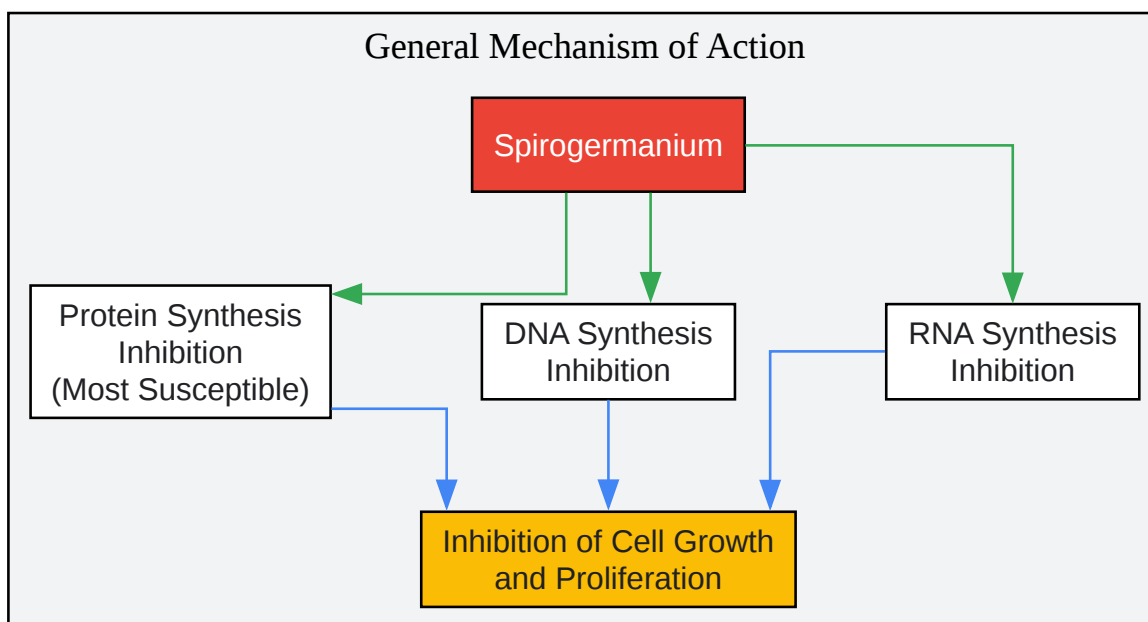 General Mechanism of Action
Spirogermanium
Protein Synthesis
Inhibition
(Most Susceptible)
DNA Synthesis
Inhibition
RNA Synthesis
Inhibition
Inhibition of Cell Growth
and Proliferation